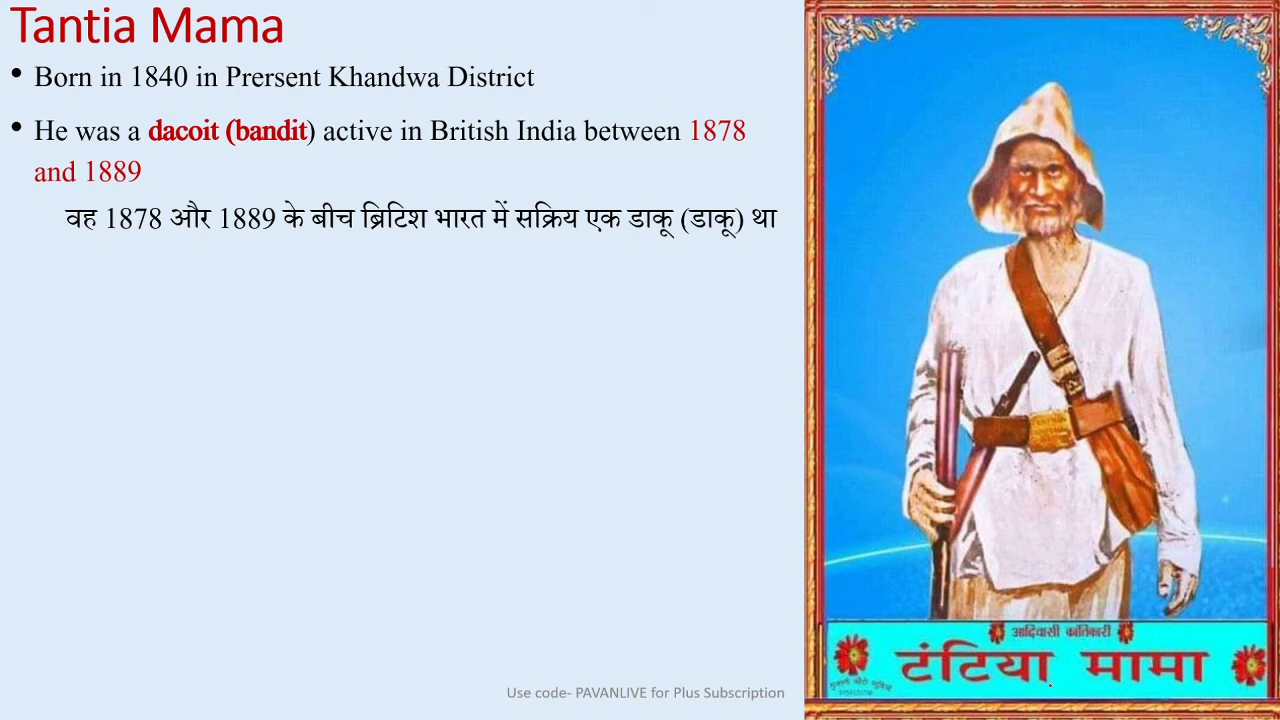 Tantia Mama
• Born in 1840 in Prersent Khandwa District
• He was a dacoit (bandit) active in British India between 1878
and 1889
वह 1878 और 1889 के बीच ब्रिटिश भारत में सक्रिय एक डाकू (डाकू) था
आदिवासी क्रांतिकारी
टंटिया मामा
Use code- PAVANLIVE for Plus Subscription